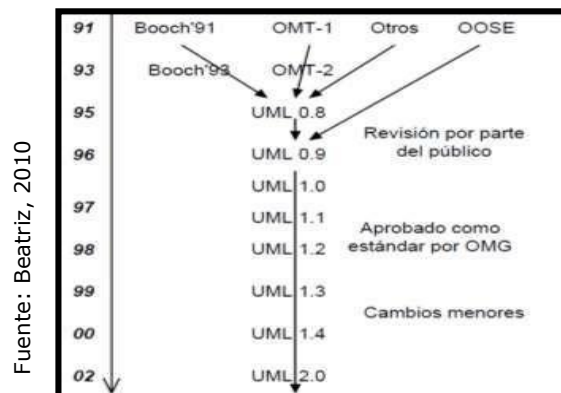 Fuente: Beatriz, 2010
91 Booch'91 OMT-1 Otros OOSE
93 Booch'93 OMT-2
95 UML 0.8
Revisión por parte
96 UML 0.9 del público
UML 1.0
97 UML 1.1 Aprobado como
98 UML 1.2 estándar por OMG
99 UML 1.3
Cambios menores
00 UML 1.4
02 UML 2.0